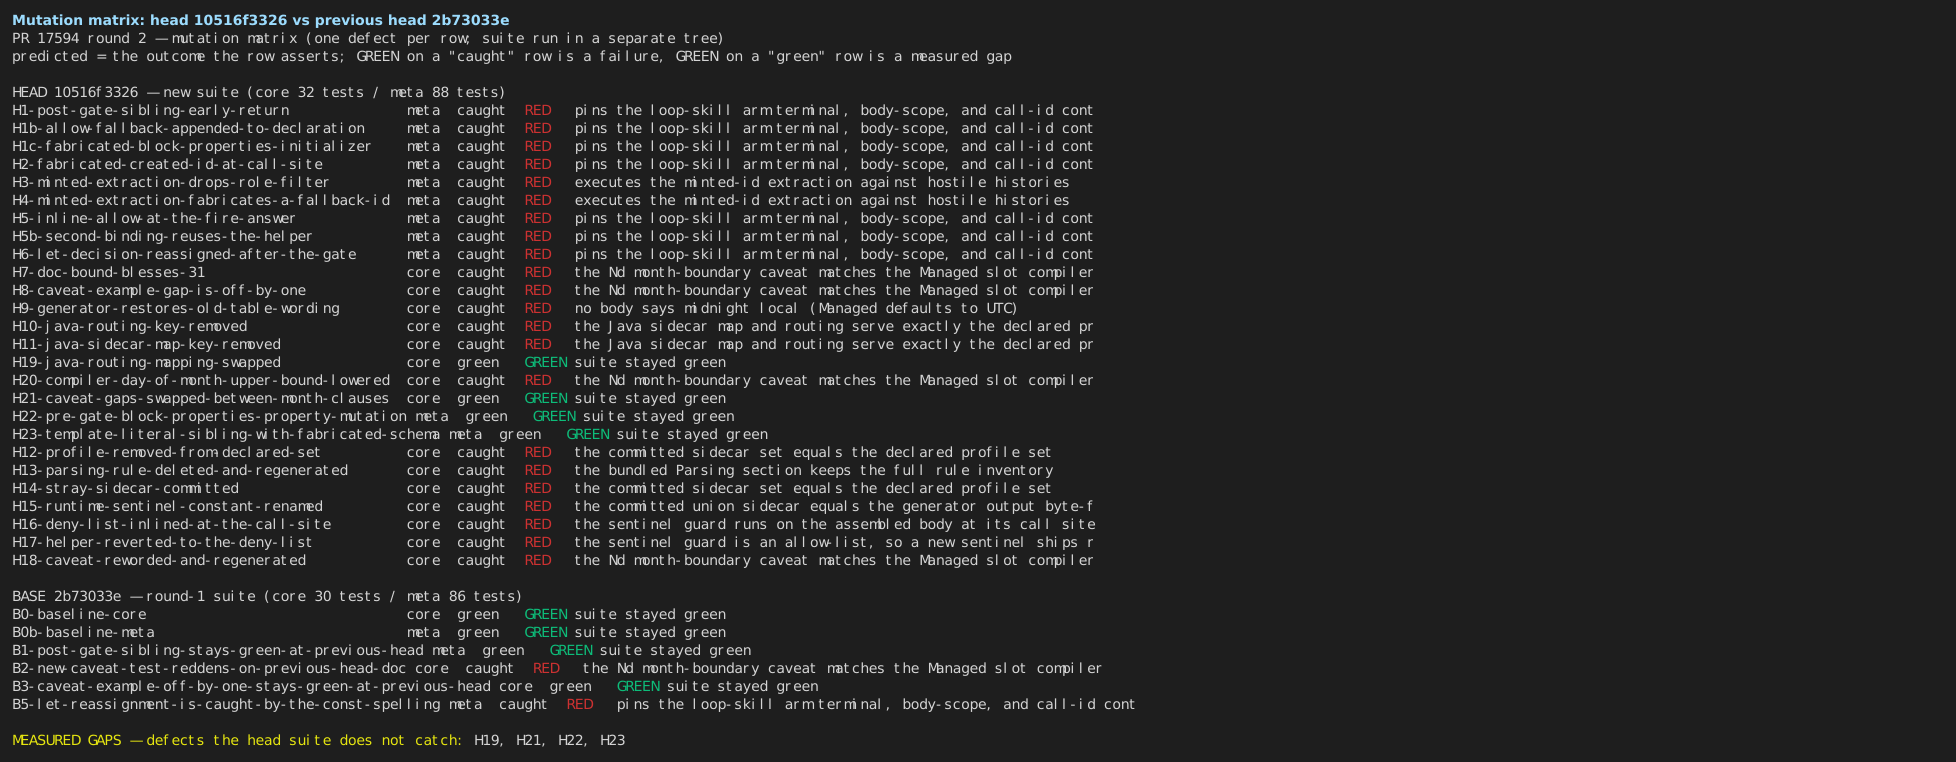 Mutation matrix: head 10516f3326 vs previous head 2b73033e
PR 17594 round 2 — mutation matrix (one defect per row; suite run in a separate tree)
predicted = the outcome the row asserts; GREEN on a "caught" row is a failure, GREEN on a "green" row is a measured gap
HEAD 10516f3326 — new suite (core 32 tests / meta 88 tests)
H1-post-gate-sibling-early-return meta caught RED pins the loop-skill arm terminal, body-scope, and call-id cont
H1b-allow-fallback-appended-to-declaration meta caught RED pins the loop-skill arm terminal, body-scope, and call-id cont
H1c-fabricated-block-properties-initializer meta caught RED pins the loop-skill arm terminal, body-scope, and call-id cont
H2-fabricated-created-id-at-call-site meta caught RED pins the loop-skill arm terminal, body-scope, and call-id cont
H3-minted-extraction-drops-role-filter meta caught RED executes the minted-id extraction against hostile histories
H4-minted-extraction-fabricates-a-fallback-id meta caught RED executes the minted-id extraction against hostile histories
H5-inline-allow-at-the-fire-answer meta caught RED pins the loop-skill arm terminal, body-scope, and call-id cont
H5b-second-binding-reuses-the-helper meta caught RED pins the loop-skill arm terminal, body-scope, and call-id cont
H6-let-decision-reassigned-after-the-gate meta caught RED pins the loop-skill arm terminal, body-scope, and call-id cont
H7-doc-bound-blesses-31 core caught RED the Nd month-boundary caveat matches the Managed slot compiler
H8-caveat-example-gap-is-off-by-one core caught RED the Nd month-boundary caveat matches the Managed slot compiler
H9-generator-restores-old-table-wording core caught RED no body says midnight local (Managed defaults to UTC)
H10-java-routing-key-removed core caught RED the Java sidecar map and routing serve exactly the declared pr
H11-java-sidecar-map-key-removed core caught RED the Java sidecar map and routing serve exactly the declared pr
H19-java-routing-mapping-swapped core green GREEN suite stayed green
H20-compiler-day-of-month-upper-bound-lowered core caught RED the Nd month-boundary caveat matches the Managed slot compiler
H21-caveat-gaps-swapped-between-month-clauses core green GREEN suite stayed green
H22-pre-gate-block-properties-property-mutation meta green GREEN suite stayed green
H23-template-literal-sibling-with-fabricated-schema meta green GREEN suite stayed green
H12-profile-removed-from-declared-set core caught RED the committed sidecar set equals the declared profile set
H13-parsing-rule-deleted-and-regenerated core caught RED the bundled Parsing section keeps the full rule inventory
H14-stray-sidecar-committed core caught RED the committed sidecar set equals the declared profile set
H15-runtime-sentinel-constant-renamed core caught RED the committed union sidecar equals the generator output byte-f
H16-deny-list-inlined-at-the-call-site core caught RED the sentinel guard runs on the assembled body at its call site
H17-helper-reverted-to-the-deny-list core caught RED the sentinel guard is an allow-list, so a new sentinel ships r
H18-caveat-reworded-and-regenerated core caught RED the Nd month-boundary caveat matches the Managed slot compiler
BASE 2b73033e — round-1 suite (core 30 tests / meta 86 tests)
B0-baseline-core core green GREEN suite stayed green
B0b-baseline-meta meta green GREEN suite stayed green
B1-post-gate-sibling-stays-green-at-previous-head meta green GREEN suite stayed green
B2-new-caveat-test-reddens-on-previous-head-doc core caught RED the Nd month-boundary caveat matches the Managed slot compiler
B3-caveat-example-off-by-one-stays-green-at-previous-head core green GREEN suite stayed green
B5-let-reassignment-is-caught-by-the-const-spelling meta caught RED pins the loop-skill arm terminal, body-scope, and call-id cont
MEASURED GAPS — defects the head suite does not catch: H19, H21, H22, H23